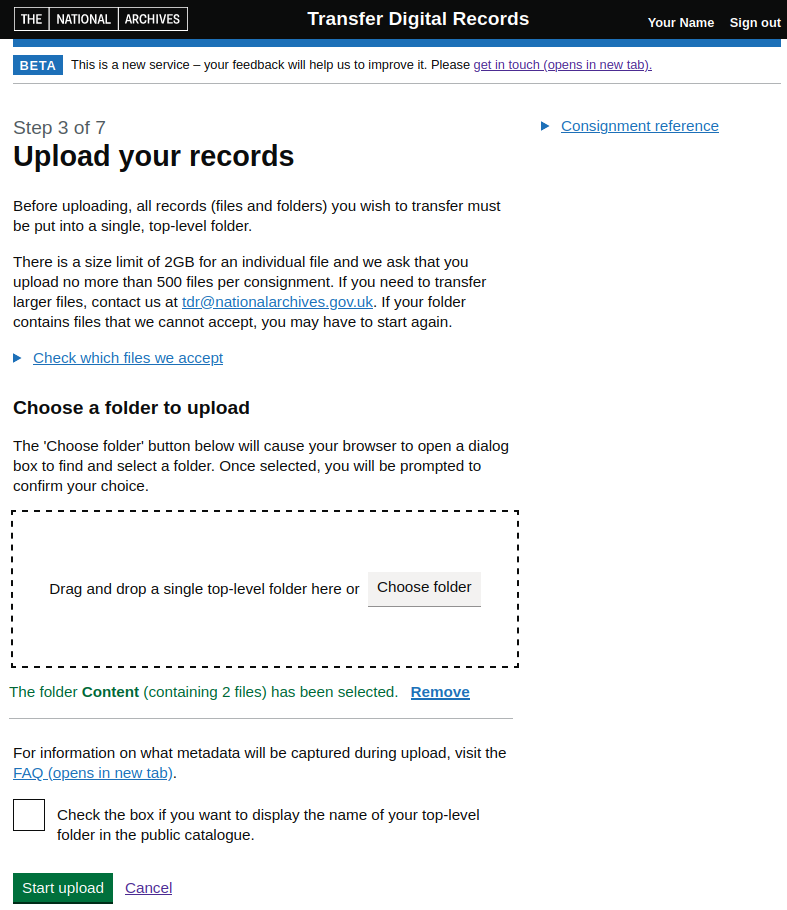 THE NATIONAL ARCHIVES Transfer Digital Records Your Name Sign out
BETA This is a new service – your feedback will help us to improve it. Please get in touch (opens in new tab).
Step 3 of 7
Upload your records
Consignment reference
Before uploading, all records (files and folders) you wish to transfer must
be put into a single, top-level folder.
There is a size limit of 2GB for an individual file and we ask that you
upload no more than 500 files per consignment. If you need to transfer
larger files, contact us at tdr@nationalarchives.gov.uk. If your folder
contains files that we cannot accept, you may have to start again.
Check which files we accept
Choose a folder to upload
The 'Choose folder' button below will cause your browser to open a dialog
box to find and select a folder. Once selected, you will be prompted to
confirm your choice.
Drag and drop a single top-level folder here or Choose folder
The folder Content (containing 2 files) has been selected. Remove
For information on what metadata will be captured during upload, visit the
FAQ (opens in new tab).
Check the box if you want to display the name of your top-level
folder in the public catalogue.
Start upload Cancel